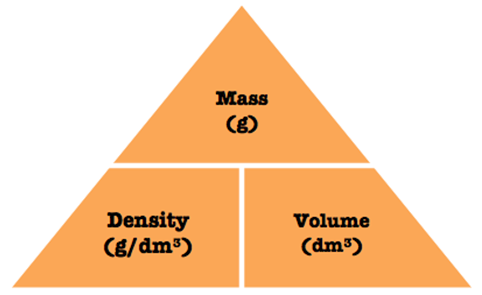 Mass
(g)
Density
(g/dm³)
Volume
(dm³)